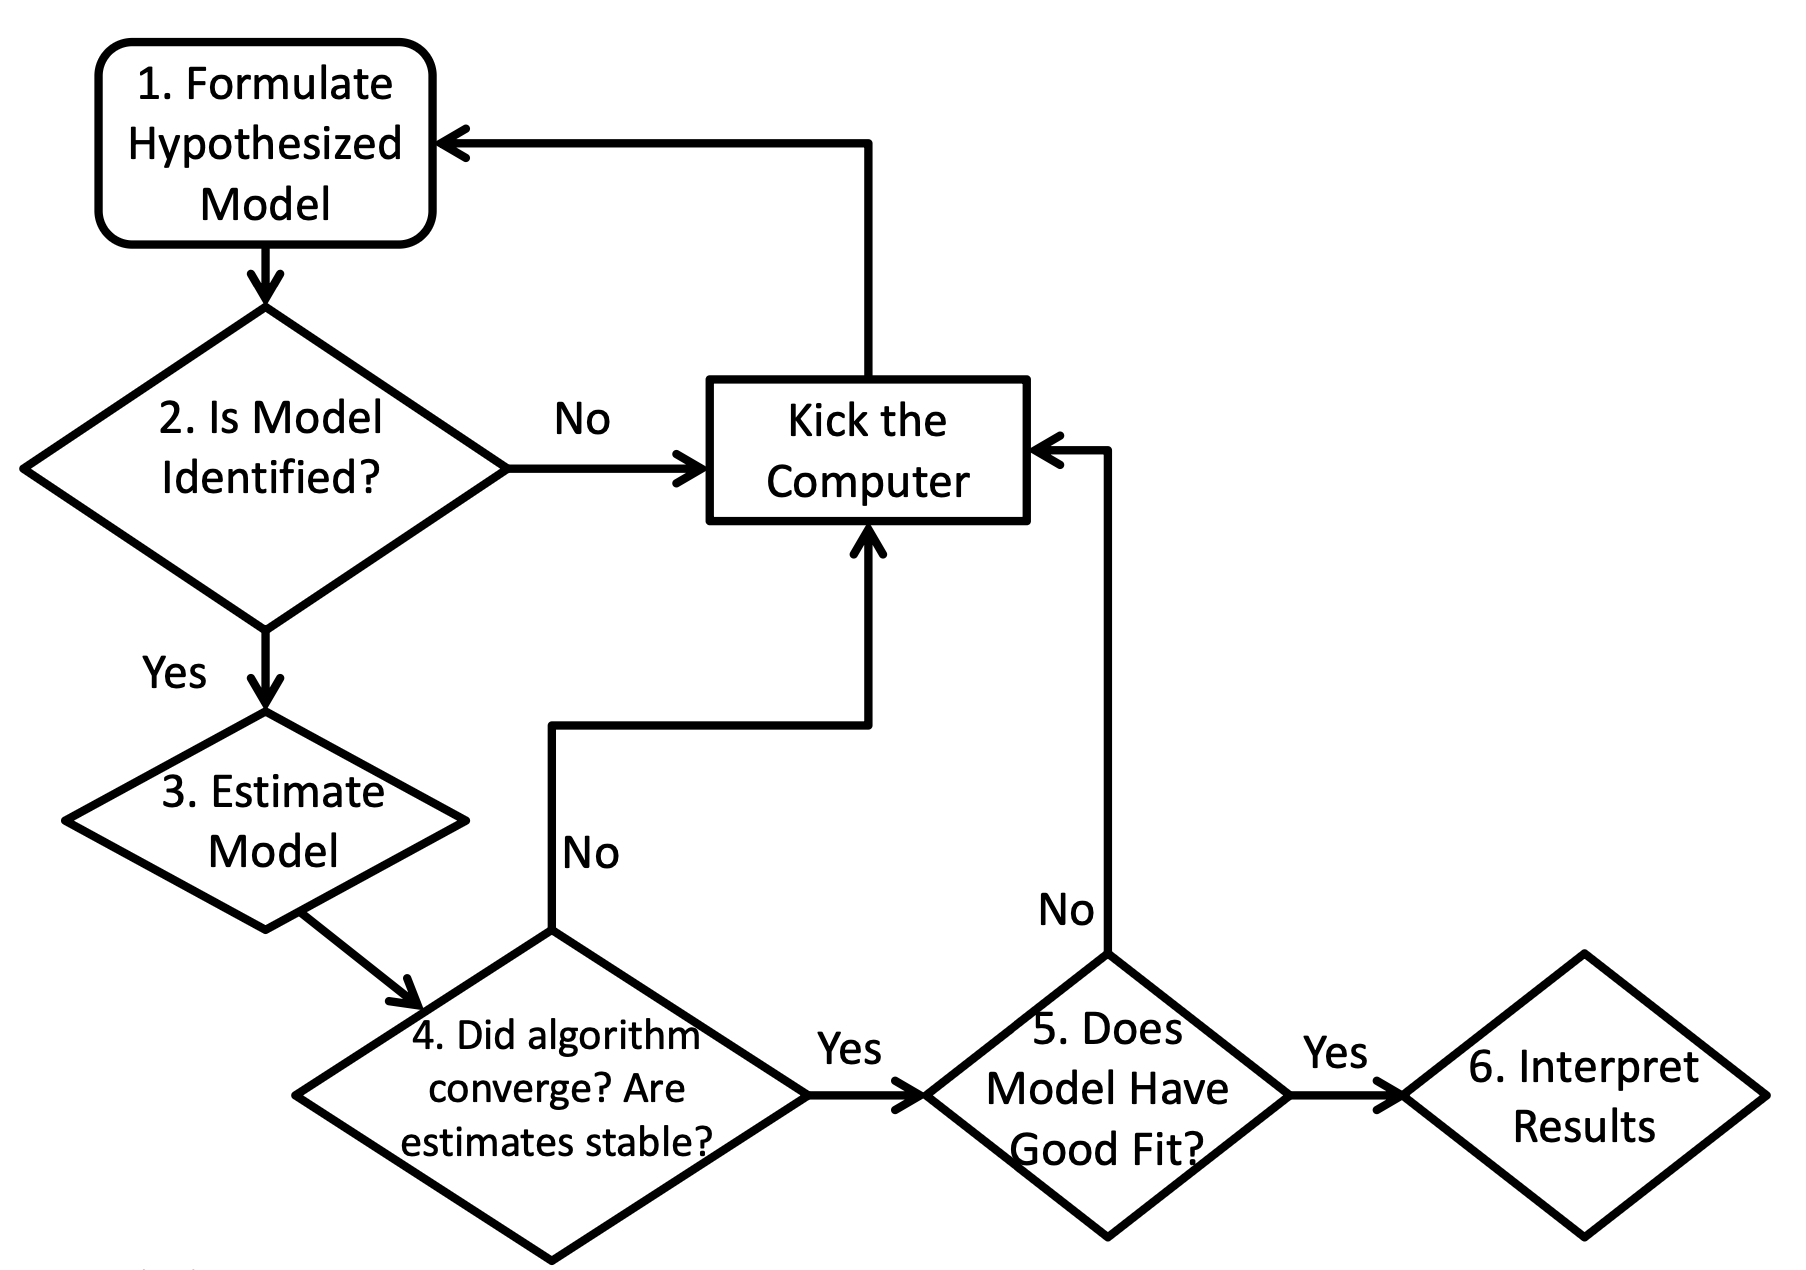 1. Formulate
Hypothesized
Model
2. Is Model
Identified?
No
Kick the
Computer
Yes
3. Estimate
Model
No
4. Did algorithm
converge? Are
estimates stable?
Yes
No
5. Does
Model Have
Good Fit?
Yes
6. Interpret
Results